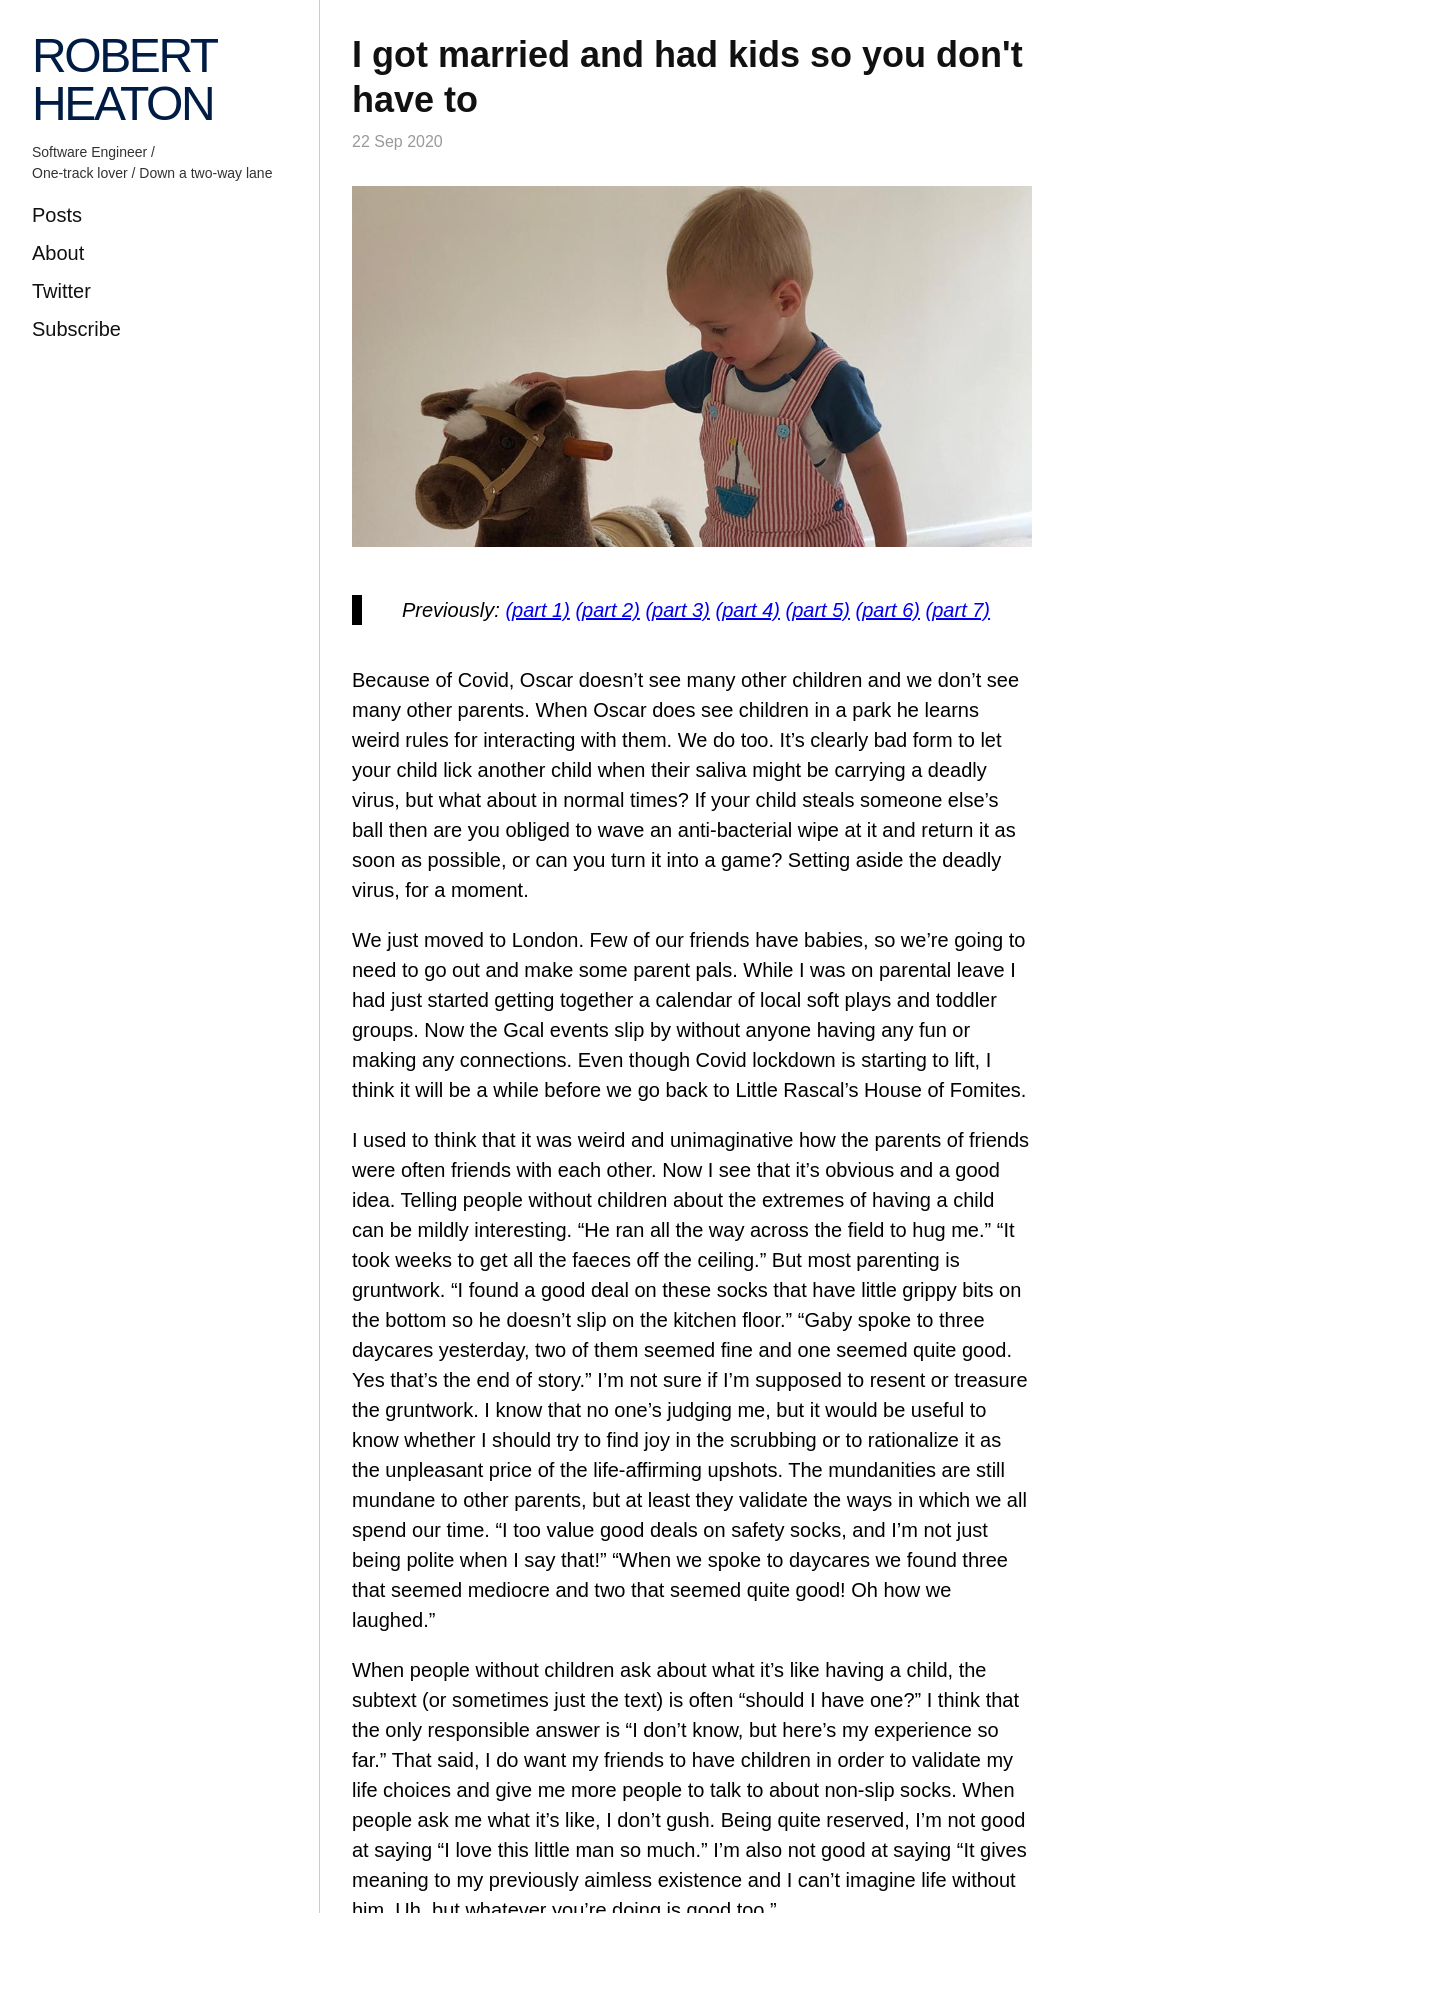 ROBERT
HEATON
Software Engineer /
One-track lover / Down a two-way lane
Posts
About
Twitter
Subscribe
I got married and had kids so you don't
have to
22 Sep 2020
Previously: (part 1) (part 2) (part 3) (part 4) (part 5) (part 6) (part 7)
Because of Covid, Oscar doesn’t see many other children and we don’t see
many other parents. When Oscar does see children in a park he learns
weird rules for interacting with them. We do too. It’s clearly bad form to let
your child lick another child when their saliva might be carrying a deadly
virus, but what about in normal times? If your child steals someone else’s
ball then are you obliged to wave an anti-bacterial wipe at it and return it as
soon as possible, or can you turn it into a game? Setting aside the deadly
virus, for a moment.
We just moved to London. Few of our friends have babies, so we’re going to
need to go out and make some parent pals. While I was on parental leave I
had just started getting together a calendar of local soft plays and toddler
groups. Now the Gcal events slip by without anyone having any fun or
making any connections. Even though Covid lockdown is starting to lift, I
think it will be a while before we go back to Little Rascal’s House of Fomites.
I used to think that it was weird and unimaginative how the parents of friends
were often friends with each other. Now I see that it’s obvious and a good
idea. Telling people without children about the extremes of having a child
can be mildly interesting. “He ran all the way across the field to hug me.” “It
took weeks to get all the faeces off the ceiling.” But most parenting is
gruntwork. “I found a good deal on these socks that have little grippy bits on
the bottom so he doesn’t slip on the kitchen floor.” “Gaby spoke to three
daycares yesterday, two of them seemed fine and one seemed quite good.
Yes that’s the end of story.” I’m not sure if I’m supposed to resent or treasure
the gruntwork. I know that no one’s judging me, but it would be useful to
know whether I should try to find joy in the scrubbing or to rationalize it as
the unpleasant price of the life-affirming upshots. The mundanities are still
mundane to other parents, but at least they validate the ways in which we all
spend our time. “I too value good deals on safety socks, and I’m not just
being polite when I say that!” “When we spoke to daycares we found three
that seemed mediocre and two that seemed quite good! Oh how we
laughed.”
When people without children ask about what it’s like having a child, the
subtext (or sometimes just the text) is often “should I have one?” I think that
the only responsible answer is “I don’t know, but here’s my experience so
far.” That said, I do want my friends to have children in order to validate my
life choices and give me more people to talk to about non-slip socks. When
people ask me what it’s like, I don’t gush. Being quite reserved, I’m not good
at saying “I love this little man so much.” I’m also not good at saying “It gives
meaning to my previously aimless existence and I can’t imagine life without
him. Uh, but whatever you’re doing is good too.”